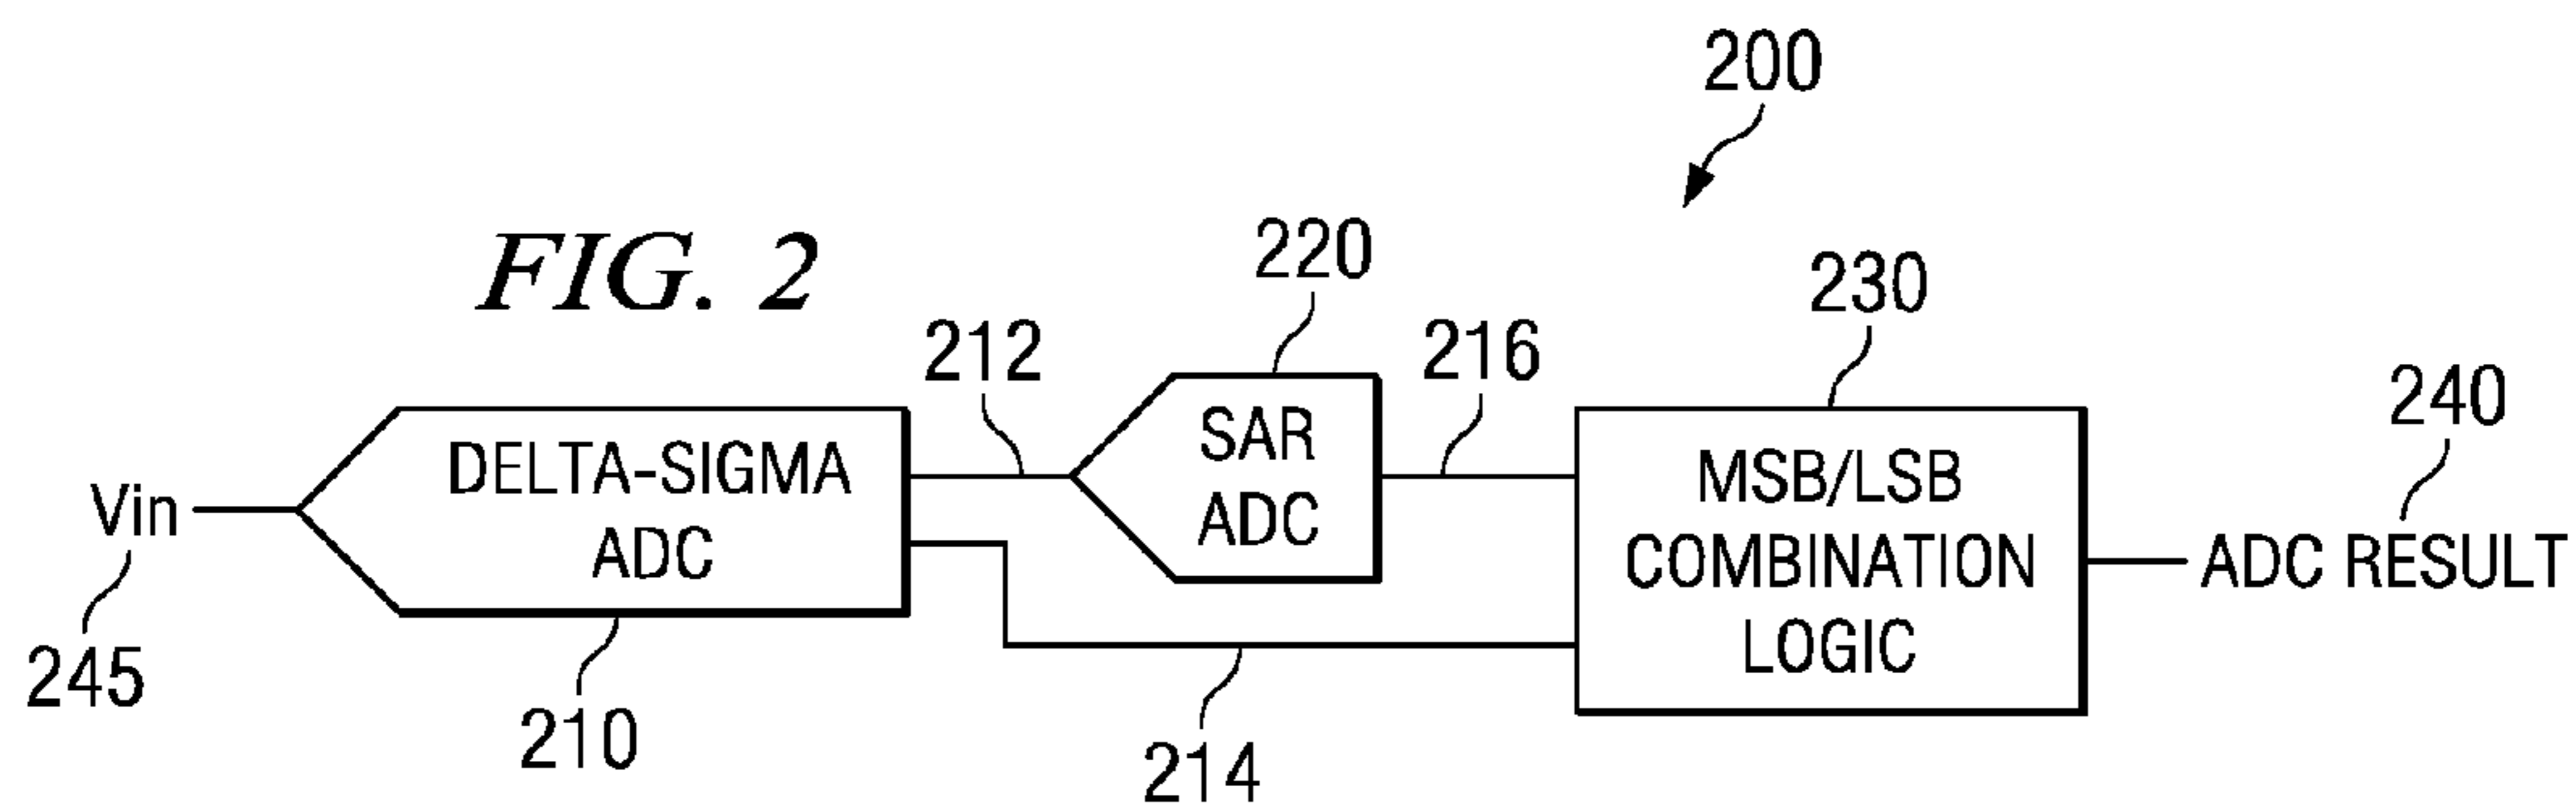 200
FIG. 2
220
230
212
216
240
DELTA-SIGMA
ADC
SAR
ADC
MSB/LSB
COMBINATION
LOGIC
Vin
ADC RESULT
245
210
214